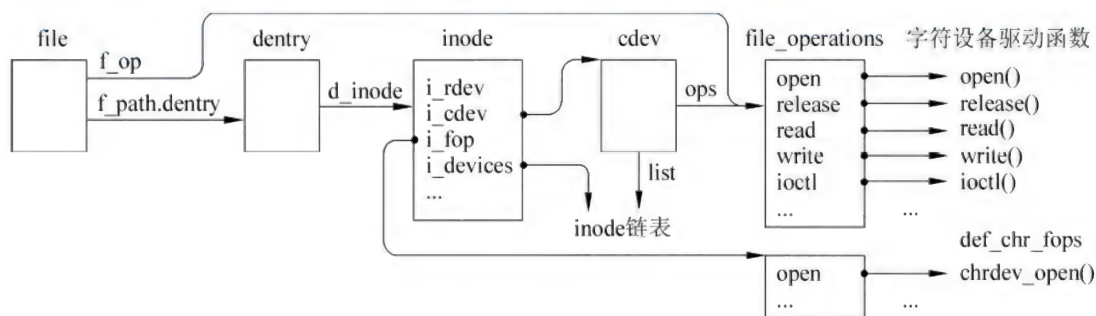 file
dentry
inode
cdev
file_operations
字符设备驱动函数
f_op
f_path.dentry
d_inode
i_rdev
i_cdev
i_fop
i_devices
...
ops
list
inode链表
open
release
read
write
ioctl
...
open()
release()
read()
write()
ioctl()
...
def_chr_fops
open
...
chrdev_open()
...